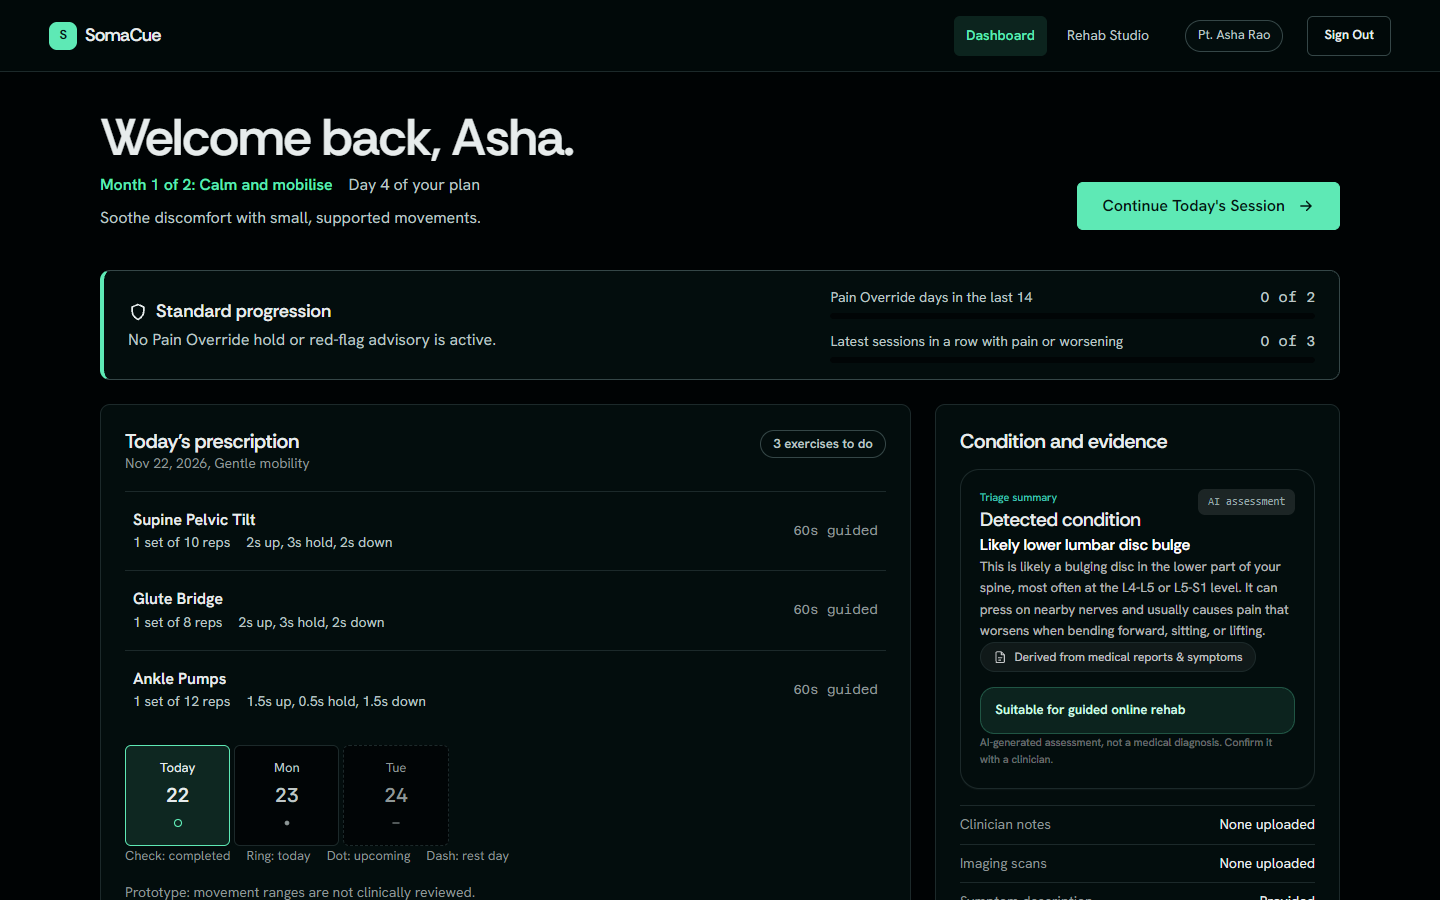 S SomaCue
Dashboard
Rehab Studio
Pt. Asha Rao
Sign Out
Welcome back, Asha.
Month 1 of 2: Calm and mobilise Day 4 of your plan
Soothe discomfort with small, supported movements.
Continue Today's Session →
Standard progression
No Pain Override hold or red-flag advisory is active.
Pain Override days in the last 14 0 of 2
Latest sessions in a row with pain or worsening 0 of 3
Today's prescription
Nov 22, 2026, Gentle mobility
3 exercises to do
Supine Pelvic Tilt
1 set of 10 reps 2s up, 3s hold, 2s down
60s guided
Glute Bridge
1 set of 8 reps 2s up, 3s hold, 2s down
60s guided
Ankle Pumps
1 set of 12 reps 1.5s up, 0.5s hold, 1.5s down
60s guided
Today
22
Mon
23
Tue
24
Check: completed Ring: today Dot: upcoming Dash: rest day
Prototype: movement ranges are not clinically reviewed.
Condition and evidence
Triage summary
AI assessment
Detected condition
Likely lower lumbar disc bulge
This is likely a bulging disc in the lower part of your
spine, most often at the L4-L5 or L5-S1 level. It can
press on nearby nerves and usually causes pain that
worsens when bending forward, sitting, or lifting.
Derived from medical reports & symptoms
Suitable for guided online rehab
AI-generated assessment, not a medical diagnosis. Confirm it
with a clinician.
Clinician notes None uploaded
Imaging scans None uploaded
Symptom description Provided